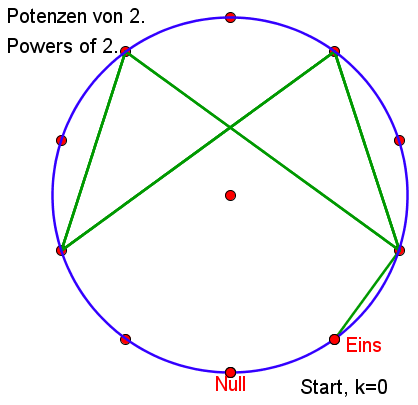 Potenzen von 2.
Powers of 2.
Eins
Null
Start, k=0